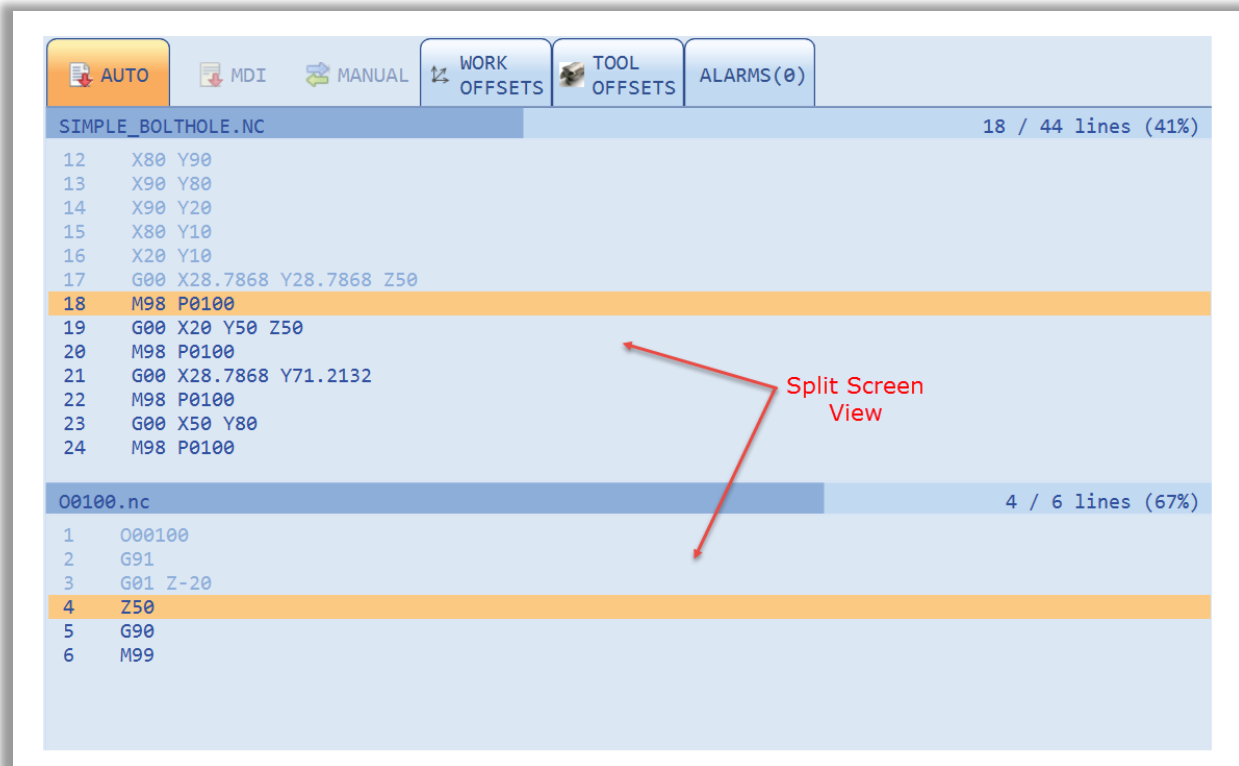 AUTO MDI MANUAL WORK OFFSETS TOOL OFFSETS ALARMS(0)
SIMPLE_BOLTHOLE.NC 18 / 44 lines (41%)
12 X80 Y90
13 X90 Y80
14 X90 Y20
15 X80 Y10
16 X20 Y10
17 G00 X28.7868 Y28.7868 Z50
18 M98 P0100
19 G00 X20 Y50 Z50
20 M98 P0100
21 G00 X28.7868 Y71.2132
22 M98 P0100
23 G00 X50 Y80
24 M98 P0100
Split Screen
View
O0100.nc 4 / 6 lines (67%)
1 O00100
2 G91
3 G01 Z-20
4 Z50
5 G90
6 M99